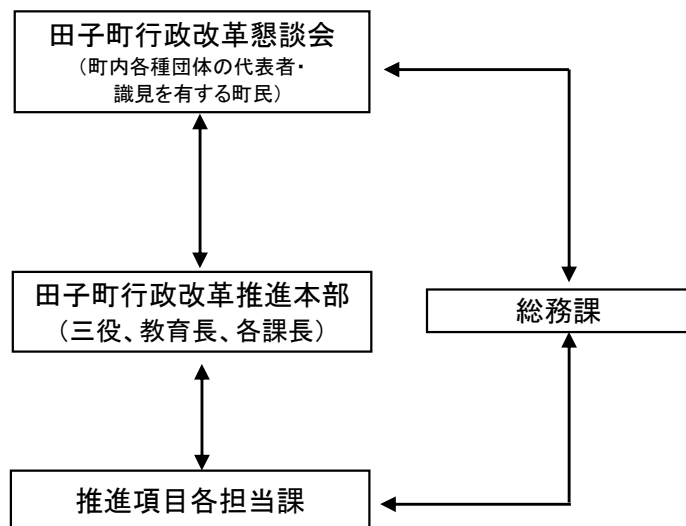 田子町行政改革懇談会
（町内各種団体の代表者・
識見を有する町民）
田子町行政改革推進本部
（三役、教育長、各課長）
総務課
推進項目各担当課